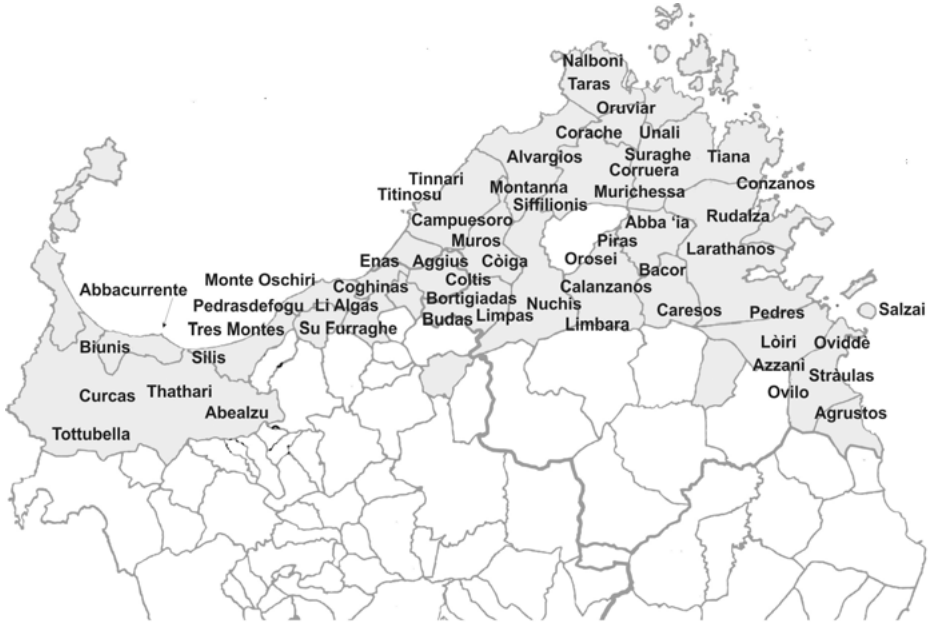 Nalboni
Taras
Oruviar
Corache
Unali
Alvargios
Suraghe
Tiana
Corruera
Tinnari
Montanna
Murichessa
Conzanos
Titinosu
Siffilionis
Campuesoro
Abba 'ia
Rudalza
Muros
Piras
Larathanos
Enas
Aggius
Còiga
Orosei
Bacor
Monte Oschiri
Coltis
Abbacurrente
Coghinas
Calanzanos
Pedrasdefogu
Li Algas
Bortigiadas
Nuchis
Caresos
Pedres
Salzai
Tres Montes
Su Furraghe
Budas
Limpas
Limbara
Biunis
Silis
Lòiri
Oviddè
Azzanì
Stràulas
Curcas
Thathari
Ovilo
Abealzu
Agrustos
Tottubella